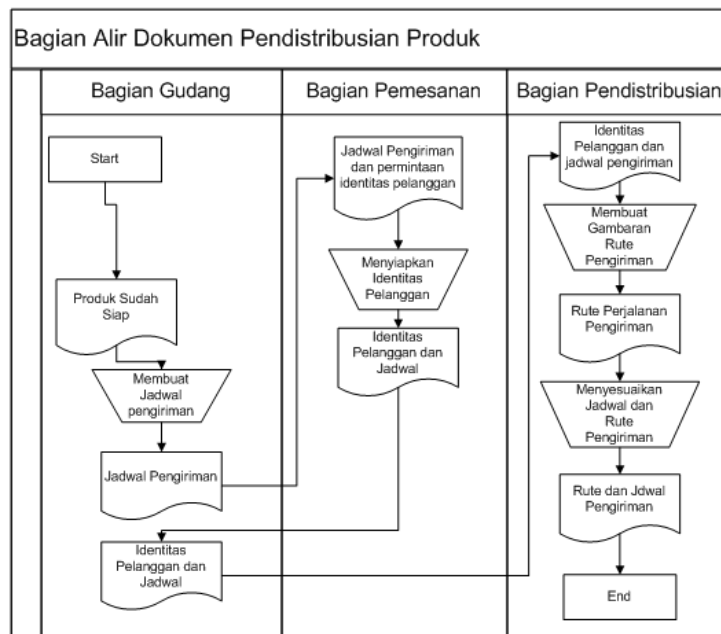 Bagian Alir Dokumen Pendistribusian Produk
Bagian Gudang
Bagian Pemesanan
Bagian Pendistribusian
Start
Produk Sudah
Siap
Membuat
Jadwal
pengiriman
Jadwal Pengiriman
Jadwal Pengiriman
dan permintaan
identitas pelanggan
Menyiapkan
Identitas
Pelanggan
Identitas
Pelanggan dan
Jadwal
Identitas
Pelanggan dan
Jadwal
Identitas
Pelanggan dan
jadwal pengiriman
Membuat
Gambaran
Rute
Pengiriman
Rute Perjalanan
Pengiriman
Menyesuaikan
Jadwal dan
Rute
Pengiriman
Rute dan Jdwal
Pengiriman
End